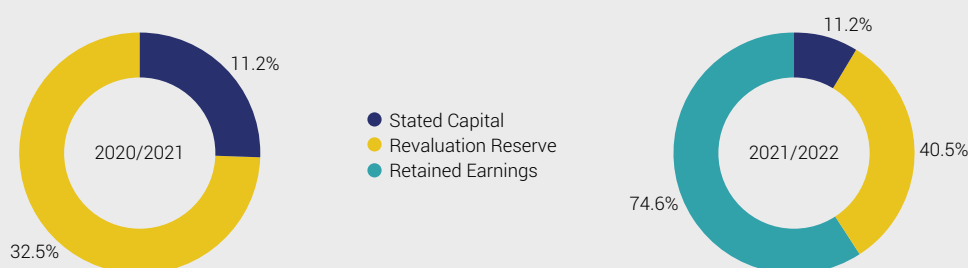 11.2%
2020/2021
32.5%
Stated Capital
Revaluation Reserve
Retained Earnings
11.2%
2021/2022
40.5%
74.6%